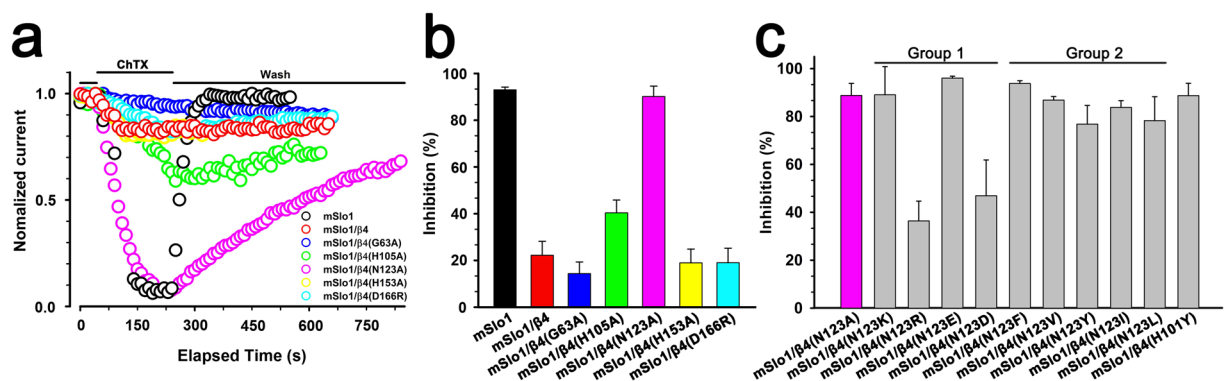 a
ChTX
Wash
Nonalized current
1.0
0.5
0.0
0 150 300 450 600 750
Elapsed Time (s)
mSlo1
mSlo1/β4
mSlo1/β4(G63A)
mSlo1/β4(H105A)
mSlo1/β4(N123A)
mSlo1/β4(H153A)
mSlo1/β4(D166R)
b
Inhibition (%)
100
80
60
40
20
0
mSlo1
mSlo1/β4
mSlo1/β4(G63A)
mSlo1/β4(H105A)
mSlo1/β4(N123A)
mSlo1/β4(H153A)
mSlo1/β4(D166R)
c
Group 1
Group 2
Inhibition (%)
100
80
60
40
20
0
mSlo1/β4(N123A)
mSlo1/β4(N123K)
mSlo1/β4(N123R)
mSlo1/β4(N123E)
mSlo1/β4(N123D)
mSlo1/β4(N123F)
mSlo1/β4(N123V)
mSlo1/β4(N123Y)
mSlo1/β4(N123I)
mSlo1/β4(N123L)
mSlo1/β4(H101Y)